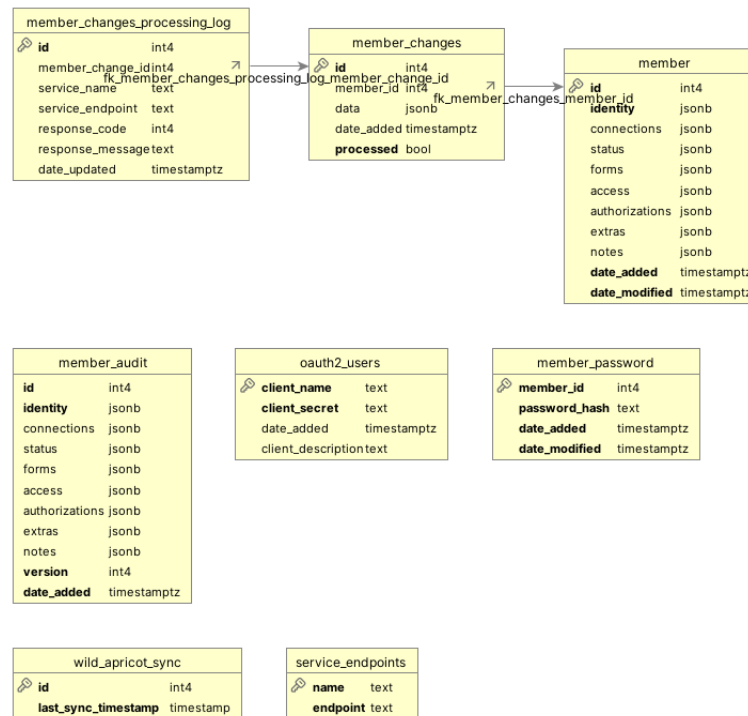 member_changes_processing_log
id int4
member_change_id int4
service_name text
service_endpoint text
response_code int4
response_message text
date_updated timestamptz
fk_member_changes_processing_log_member_change_id
member_changes
id int4
member_id int4
data jsonb
date_added timestamptz
processed bool
fk_member_changes_member_id
member
id int4
identity jsonb
connections jsonb
status jsonb
forms jsonb
access jsonb
authorizations jsonb
extras jsonb
notes jsonb
date_added timestamptz
date_modified timestamptz
member_audit
id int4
identity jsonb
connections jsonb
status jsonb
forms jsonb
access jsonb
authorizations jsonb
extras jsonb
notes jsonb
version int4
date_added timestamptz
oauth2_users
client_name text
client_secret text
date_added timestamptz
client_description text
member_password
member_id int4
password_hash text
date_added timestamptz
date_modified timestamptz
wild_apricot_sync
id int4
last_sync_timestamp timestamp
service_endpoints
name text
endpoint text